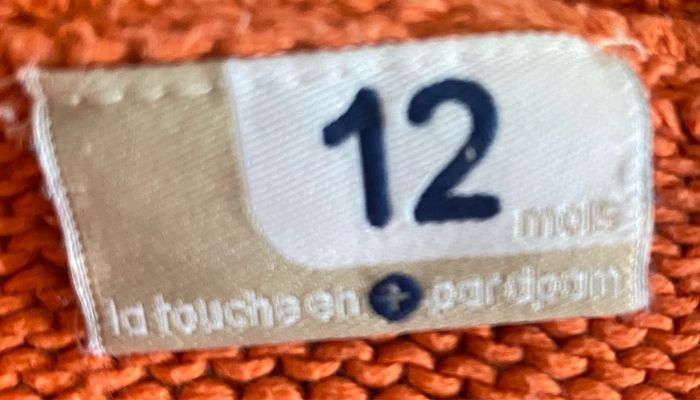 12
mois
la touche en + par dpam